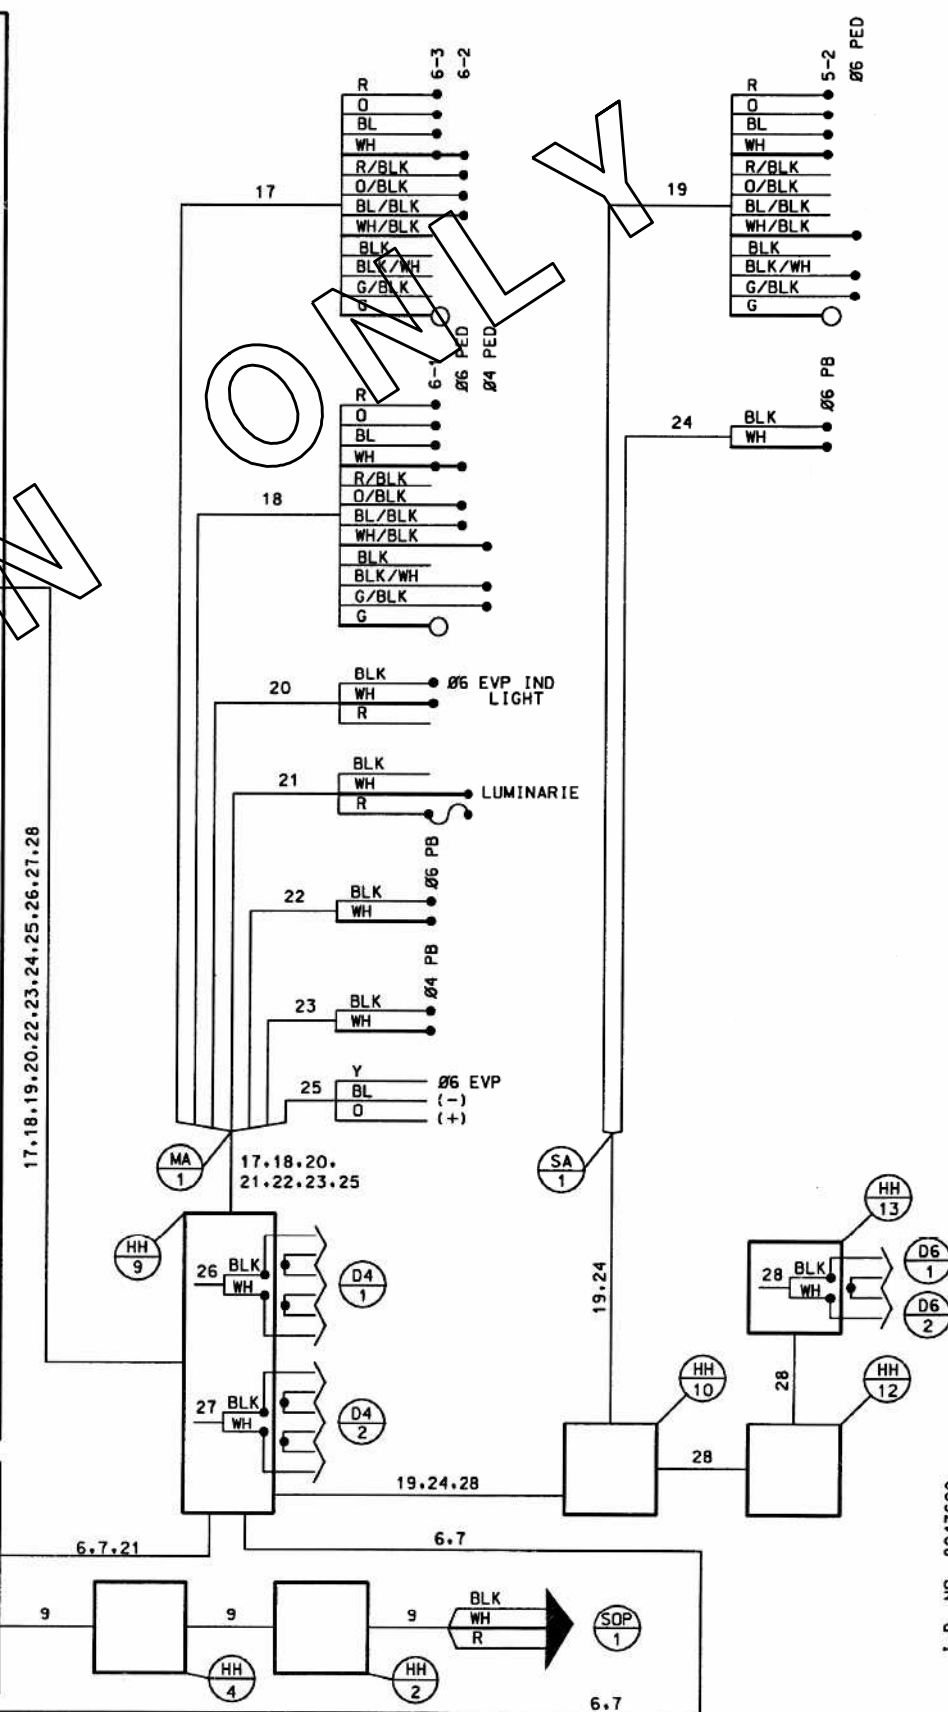 6-3
6-2
R
O
BL
WH
R/BLK
O/BLK
BL/BLK
WH/BLK
BLK
BLK/WH
G/BLK
G
17
5-2
Ø6 PED
R
O
BL
WH
R/BLK
O/BLK
BL/BLK
WH/BLK
BLK
BLK/WH
G/BLK
G
19
ONLY
N
6-1
Ø6 PED
Ø4 PED
R
O
BL
WH
R/BLK
O/BLK
BL/BLK
WH/BLK
BLK
BLK/WH
G/BLK
G
18
Ø6 PB
24
BLK
WH
20
BLK
WH
R
Ø6 EVP IND
LIGHT
21
BLK
WH
R
LUMINARIE
22
BLK
WH
Ø6 PB
23
BLK
WH
Ø4 PB
25
Y
BL
O
Ø6 EVP
(-)
(+)
17.18.19.20.22.23.24.25.26.27.28
MA
1
17.18.20.
21.22.23.25
SA
1
19.24
HH
9
26
BLK
WH
D4
1
27
BLK
WH
D4
2
HH
13
28
BLK
WH
D6
1
D6
2
28
HH
10
HH
12
28
19.24.28
6.7.21
6.7
9
HH
4
9
HH
2
9
BLK
WH
R
SOP
1
6.7